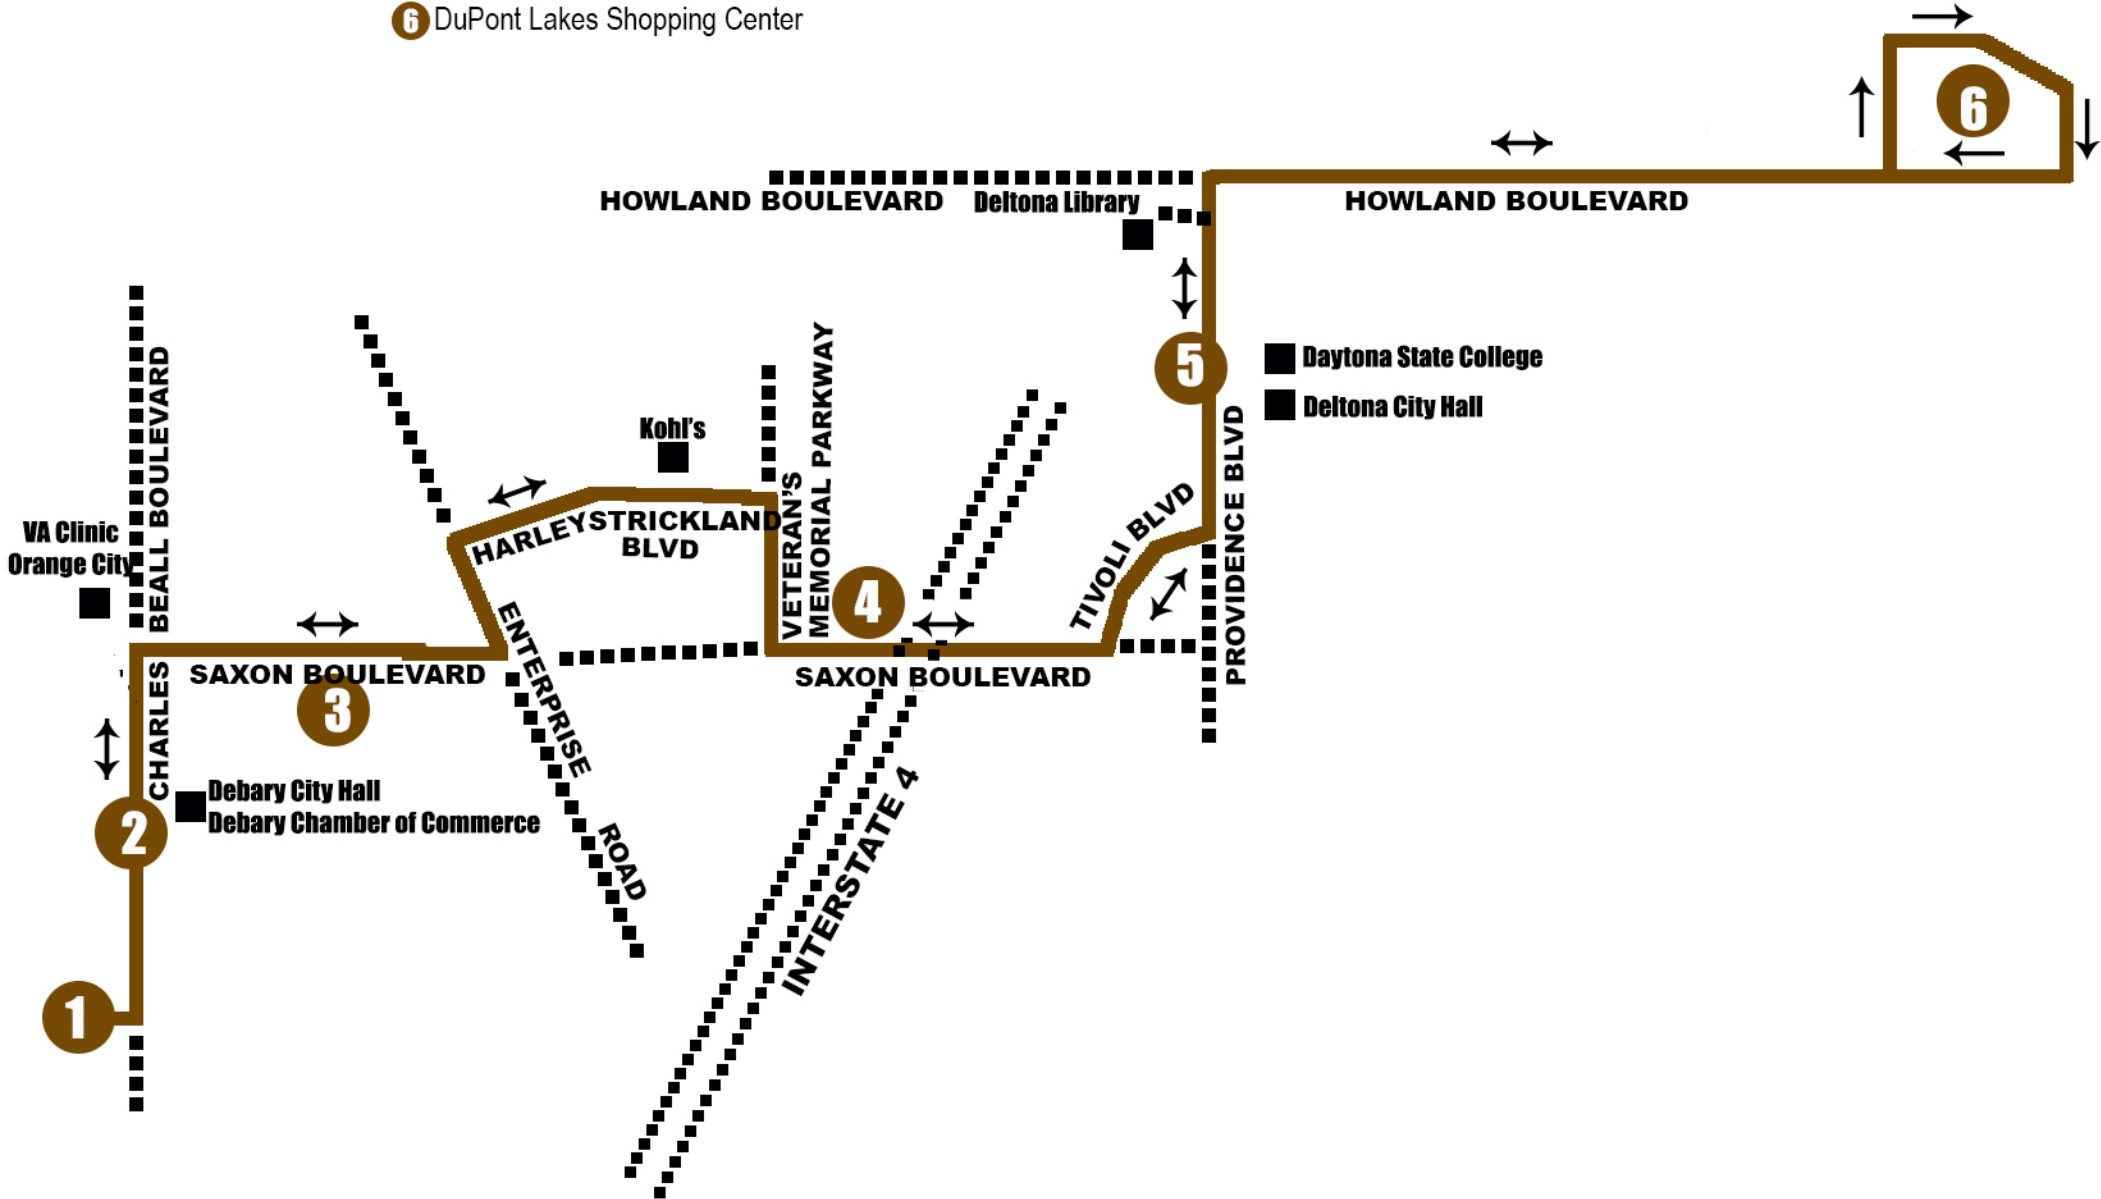 6 DuPont Lakes Shopping Center
6
HOWLAND BOULEVARD
Deltona Library
HOWLAND BOULEVARD
5
Daytona State College
Deltona City Hall
BEALL BOULEVARD
Kohl's
VETERAN'S
MEMORIAL PARKWAY
PROVIDENCE BLVD
TIVOLI BLVD
HARLEY STRICKLAND
BLVD
VA Clinic
Orange City
4
SAXON BOULEVARD
3
SAXON BOULEVARD
CHARLES
ENTERPRISE ROAD
Debary City Hall
Debary Chamber of Commerce
2
INTERSTATE 4
1